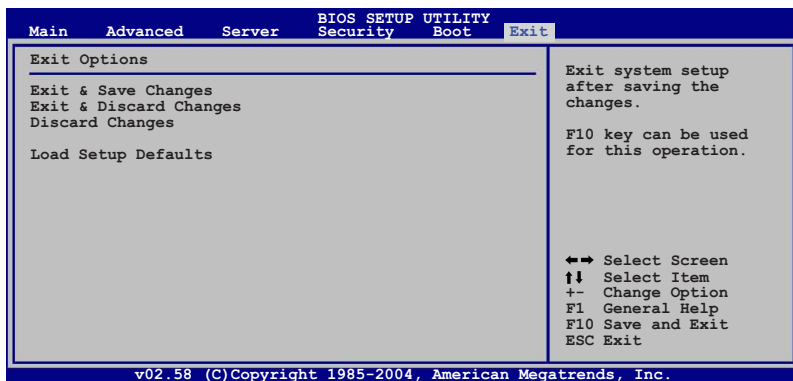 BIOS SETUP UTILITY
Main Advanced Server Security Boot Exit
Exit Options
Exit & Save Changes
Exit & Discard Changes
Discard Changes
Load Setup Defaults
Exit system setup
after saving the
changes.
F10 key can be used
for this operation.
←→ Select Screen
↑↓ Select Item
+- Change Option
F1 General Help
F10 Save and Exit
ESC Exit
v02.58 (C)Copyright 1985-2004, American Megatrends, Inc.